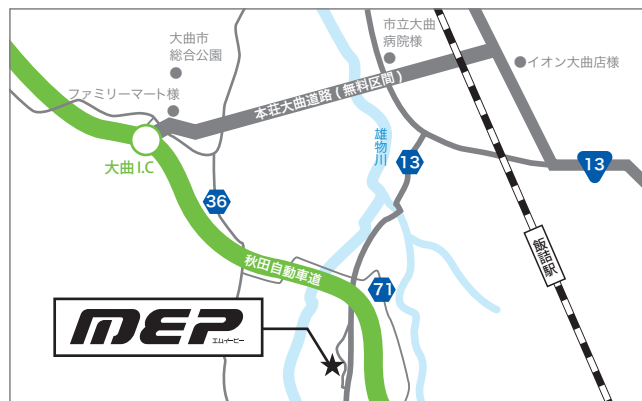 大曲市
総合公園
市立大曲
病院様
イオン大曲店様
ファミリーマート様
本荘大曲道路(無料区間)
大曲I.C
雄物川
13
13
36
飯詰駅
秋田自動車道
71
MEP
エムイーピー